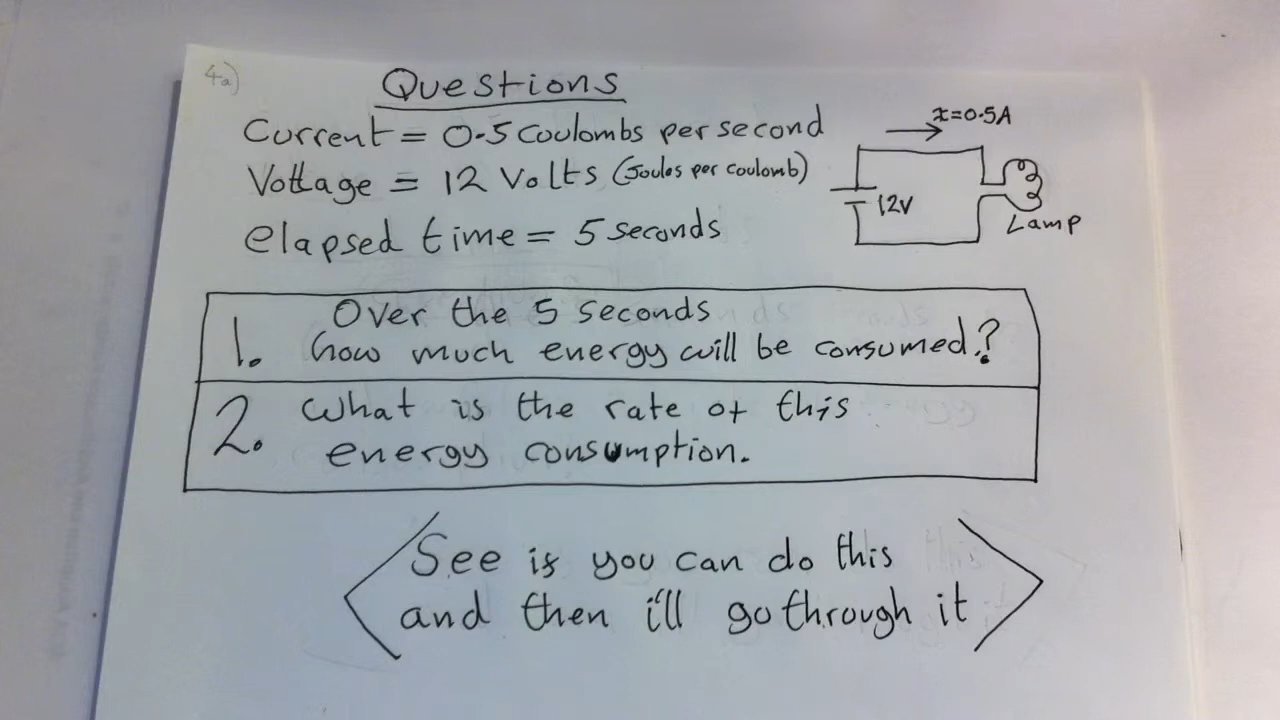 4a)
Questions
Current = 0.5 Coulombs per second
Voltage = 12 Volts (Joules per coulomb)
elapsed time = 5 seconds
I=0.5A
12V
Lamp
1. Over the 5 seconds
how much energy will be consumed?
2. What is the rate of this
energy consumption.
See if you can do this
and then i'll go through it